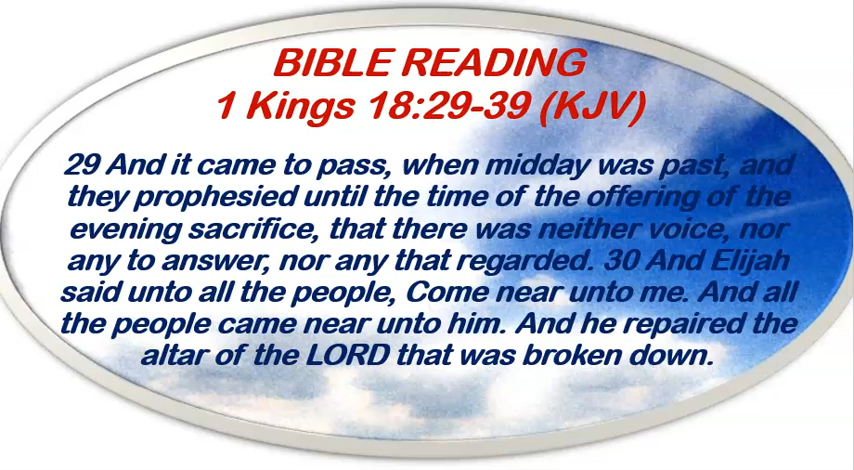 BIBLE READING
1 Kings 18:29-39 (KJV)
29 And it came to pass, when midday was past, and
they prophesied until the time of the offering of the
evening sacrifice, that there was neither voice, nor
any to answer, nor any that regarded. 30 And Elijah
said unto all the people, Come near unto me. And all
the people came near unto him. And he repaired the
altar of the LORD that was broken down.